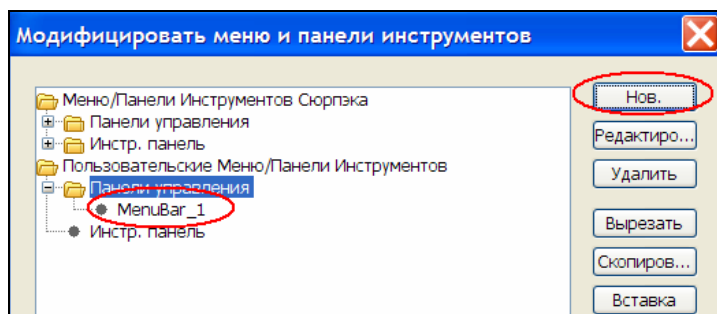 Модифицировать меню и панели инструментов
Меню/Панели Инструментов Сюрпэка
Панели управления
Инстр. панель
Пользовательские Меню/Панели Инструментов
Панели управления
MenuBar_1
Инстр. панель
Нов.
Редактиро...
Удалить
Вырезать
Скопиров...
Вставка